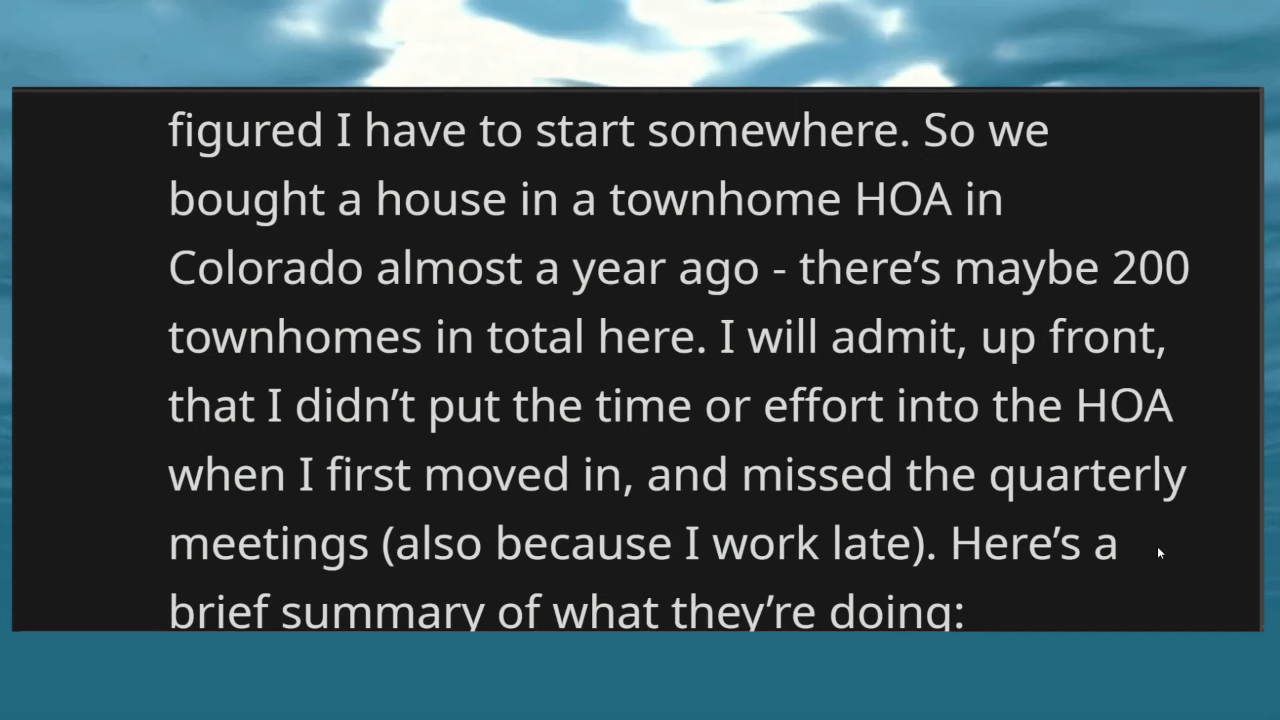 figured I have to start somewhere. So we
bought a house in a townhome HOA in
Colorado almost a year ago - there’s maybe 200
townhomes in total here. I will admit, up front,
that I didn’t put the time or effort into the HOA
when I first moved in, and missed the quarterly
meetings (also because I work late). Here’s a
brief summary of what they’re doing: